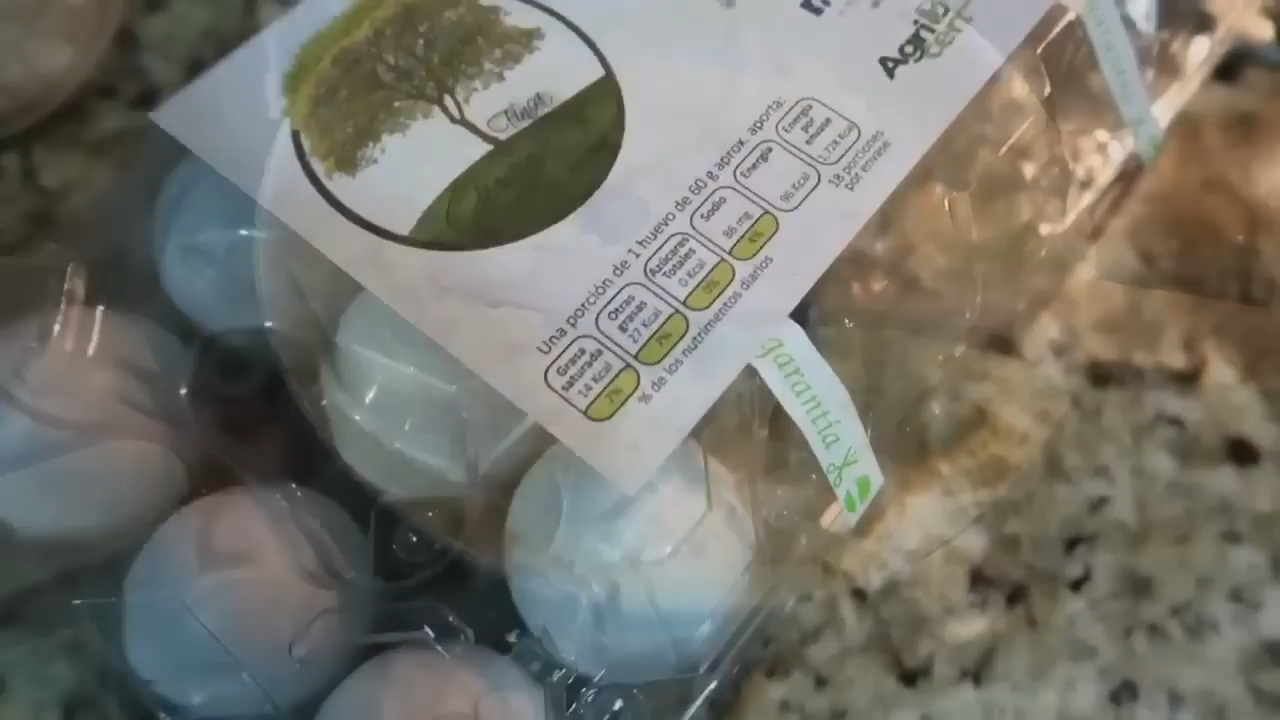 Agrib
cert
Una porción de 1 huevo de 60 g aprox. aporta:
Grasa
saturada
14 Kcal
7%
Otras
grasas
27 Kcal
7%
Azúcares
Totales
0 Kcal
0%
Sodio
86 mg
4%
Energía
96 Kcal
Energía
por
envase
1,728 Kcal
% de los nutrimentos diarios
18 porciones
por envase
garantía